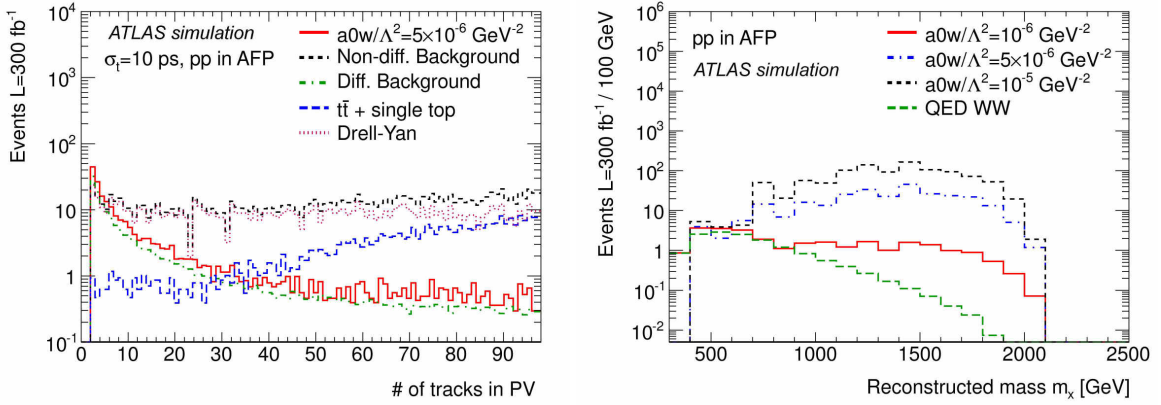 ATLAS simulation
σt=10 ps, pp in AFP
a0w/Λ²=5×10⁻⁶ GeV⁻²
Non-diff. Background
Diff. Background
tt̄ + single top
Drell-Yan
Events L=300 fb⁻¹
10⁴
10³
10²
10
1
10⁻¹
0 10 20 30 40 50 60 70 80 90
# of tracks in PV
pp in AFP
ATLAS simulation
a0w/Λ²=10⁻⁶ GeV⁻²
a0w/Λ²=5×10⁻⁶ GeV⁻²
a0w/Λ²=10⁻⁵ GeV⁻²
QED WW
Events L=300 fb⁻¹ / 100 GeV
10⁶
10⁵
10⁴
10³
10²
10
1
10⁻¹
10⁻²
500 1000 1500 2000 2500
Reconstructed mass mx [GeV]